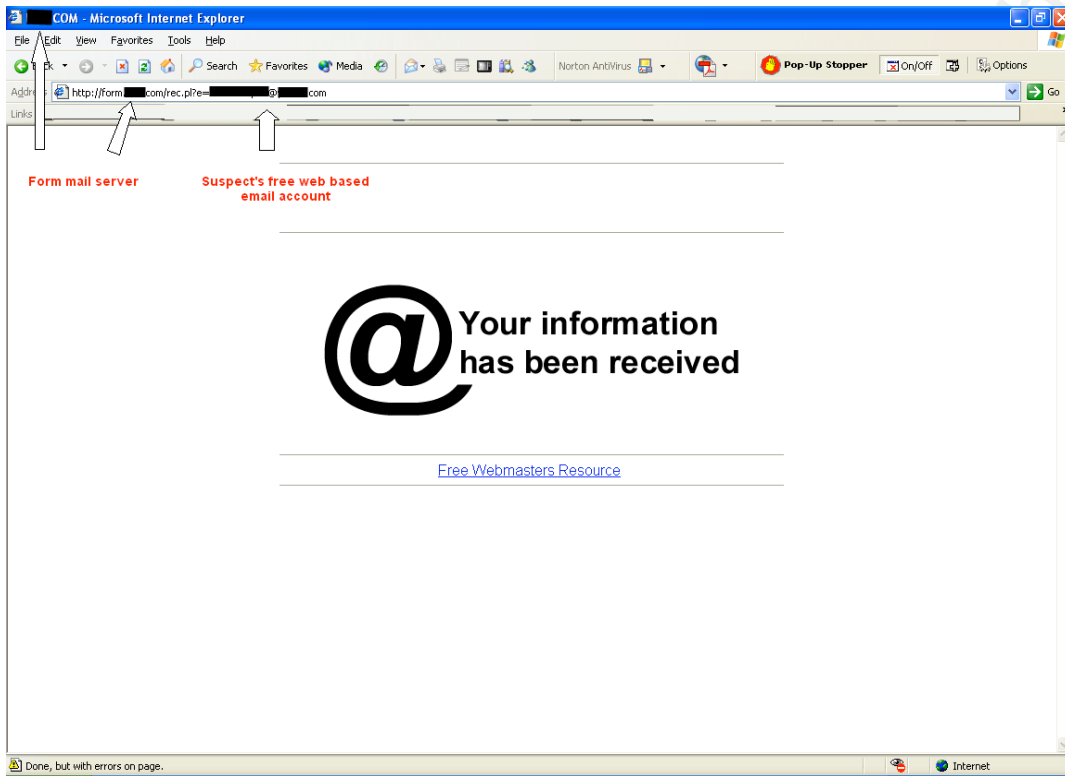 COM - Microsoft Internet Explorer
File Edit View Favorites Tools Help
Search Favorites Media Norton AntiVirus Pop-Up Stopper On/Off Options
http://form. com/rec.pl?e= @ com Go
Links
Form mail server
Suspect's free web based
email account
@ Your information
has been received
Free Webmasters Resource
Done, but with errors on page. Internet